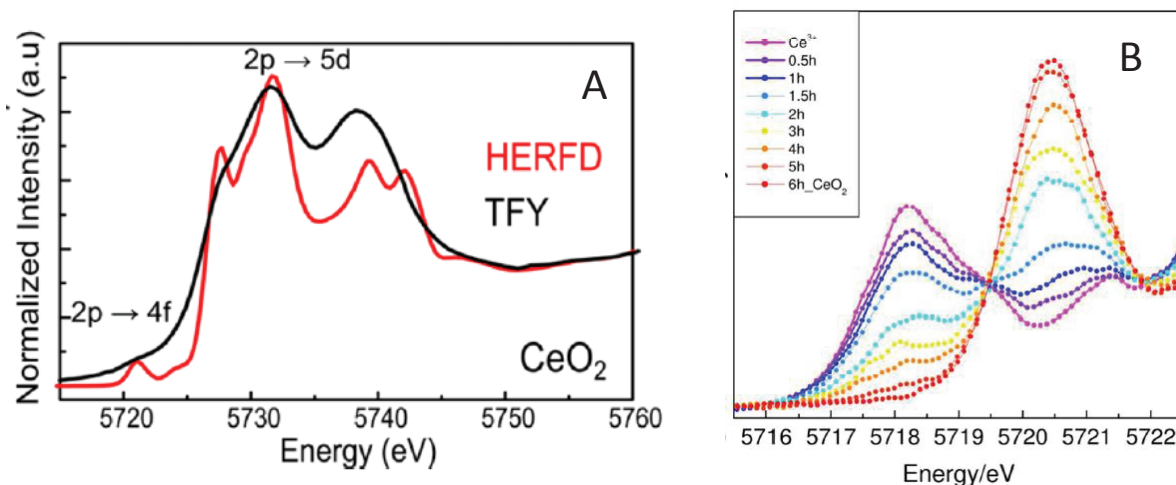 Normalized Intensity (a.u)
2p → 5d
A
HERFD
TFY
2p → 4f
CeO₂
5720 5730 5740 5750 5760
Energy (eV)
B
Ce³⁺
0.5h
1h
1.5h
2h
3h
4h
5h
6h_CeO₂
5716 5717 5718 5719 5720 5721 5722
Energy/eV